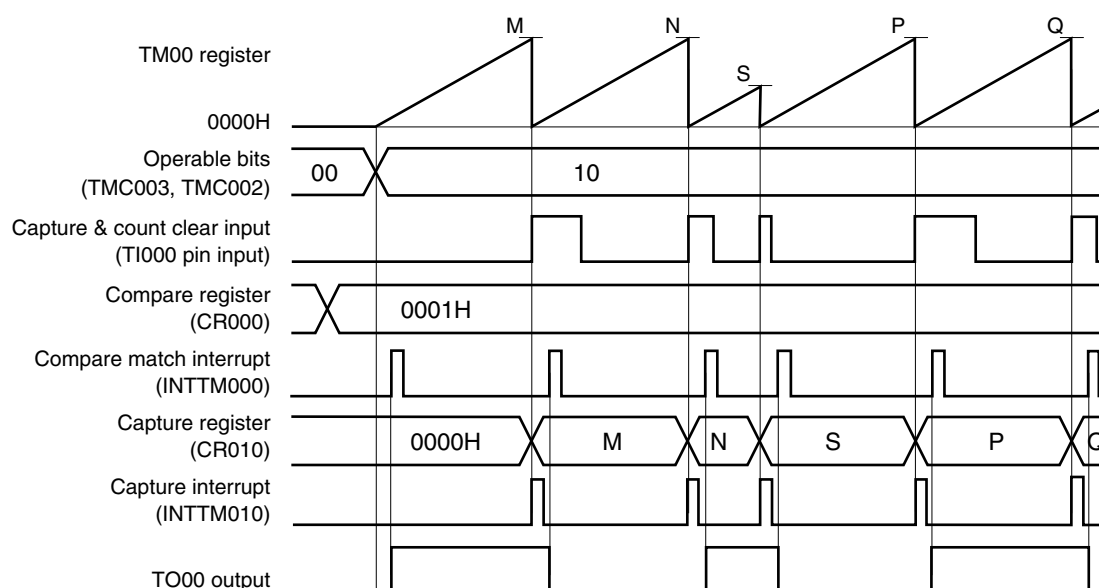 M N P Q
S
TM00 register
0000H
Operable bits
(TMC003, TMC002)
00 10
Capture & count clear input
(TI000 pin input)
Compare register
(CR000)
0001H
Compare match interrupt
(INTTM000)
Capture register
(CR010)
0000H M N S P Q
Capture interrupt
(INTTM010)
TO00 output